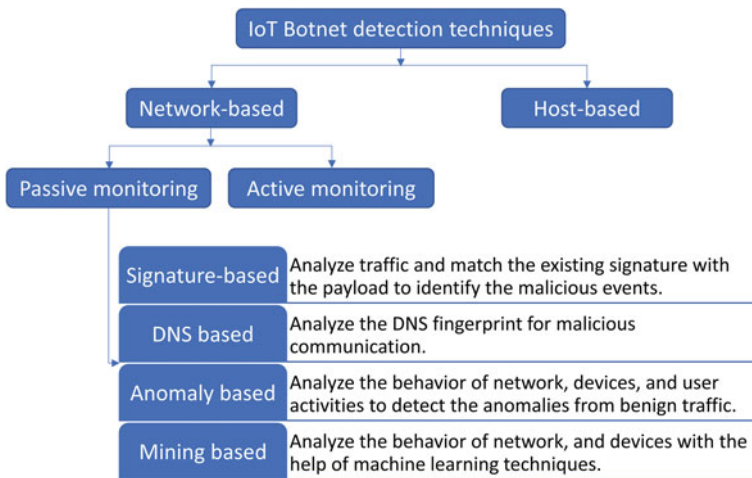 IoT Botnet detection techniques
Network-based
Host-based
Passive monitoring
Active monitoring
Signature-based
Analyze traffic and match the existing signature with
the payload to identify the malicious events.
DNS based
Analyze the DNS fingerprint for malicious
communication.
Anomaly based
Analyze the behavior of network, devices, and user
activities to detect the anomalies from benign traffic.
Mining based
Analyze the behavior of network, and devices with the
help of machine learning techniques.